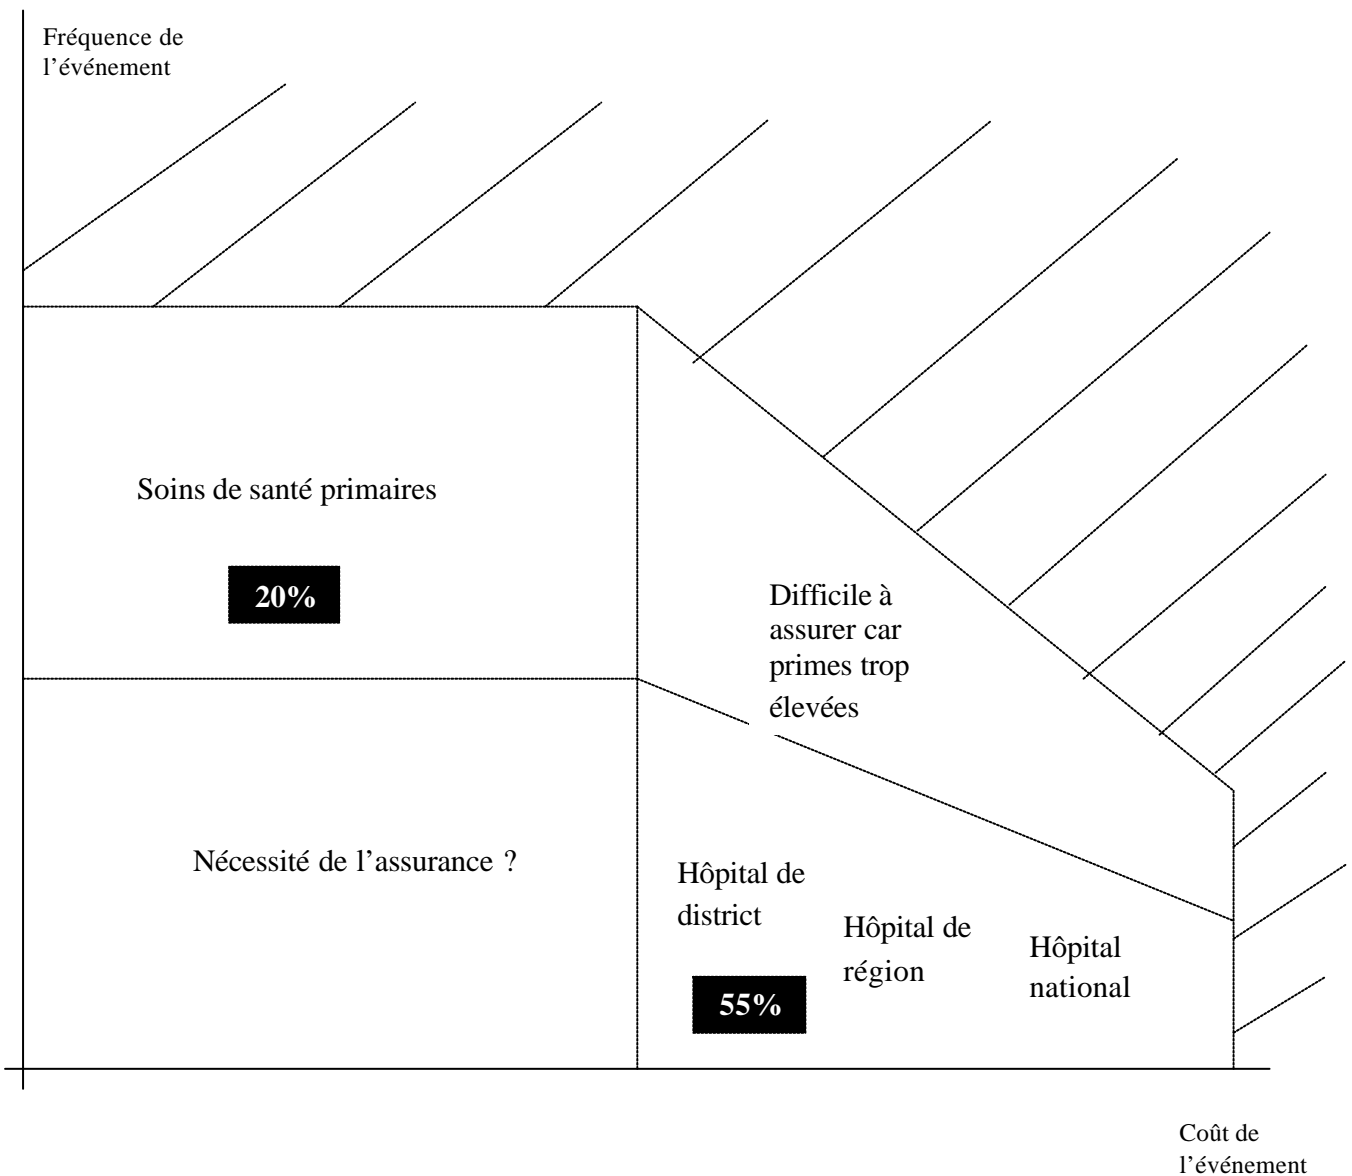 Fréquence de
l’événement
Soins de santé primaires
20%
Difficile à
assurer car
primes trop
élevées
Nécessité de l’assurance ?
Hôpital de
district
55%
Hôpital de
région
Hôpital
national
Coût de
l’événement